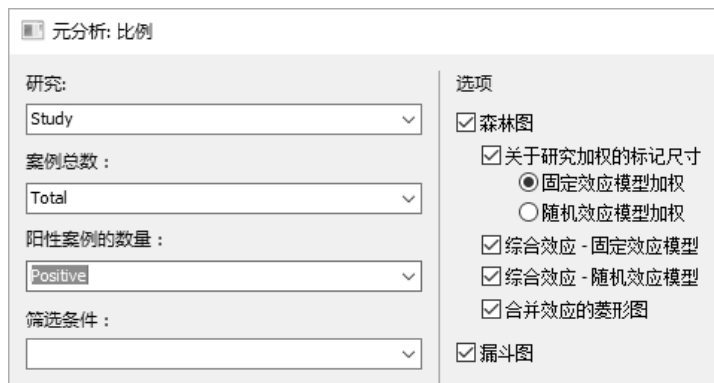 元分析: 比例
研究:
Study
案例总数：
Total
阳性案例的数量：
Positive
筛选条件：
选项
森林图
关于研究加权的标记尺寸
固定效应模型加权
随机效应模型加权
综合效应 - 固定效应模型
综合效应 - 随机效应模型
合并效应的菱形图
漏斗图